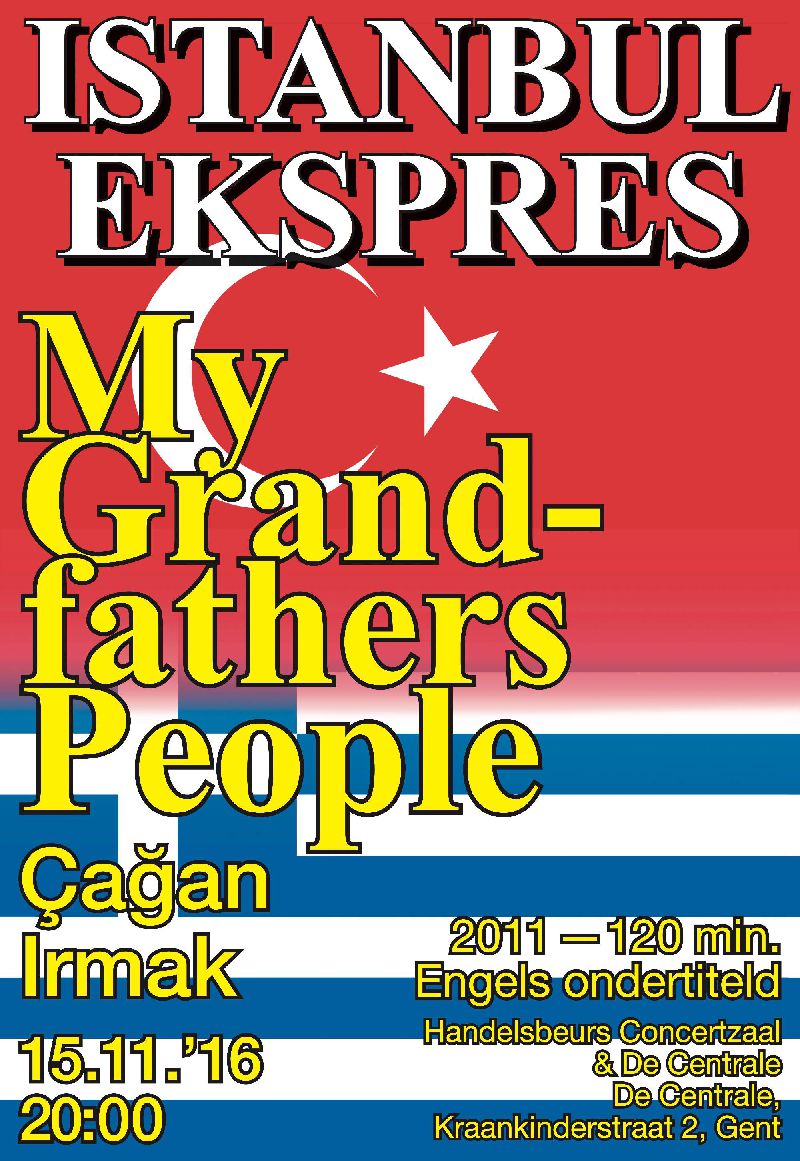 ISTANBUL
EKSPRES
My
Grand-
fathers
People
Çağan
Irmak
15.11.'16
20:00
2011 — 120 min.
Engels ondertiteld
Handelsbeurs Concertzaal
& De Centrale
De Centrale,
Kraankinderstraat 2, Gent